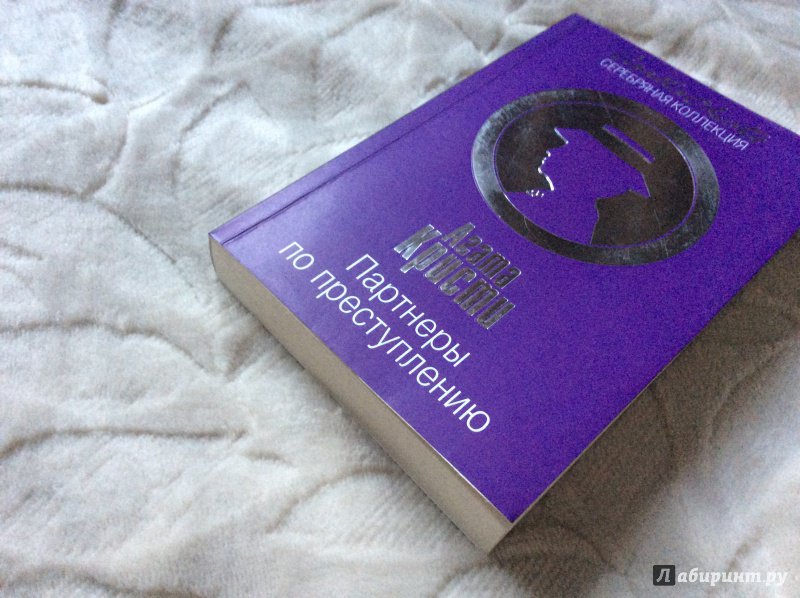 СЕРЕБРЯНАЯ КОЛЛЕКЦИЯ
Агата
Кристи
Партнеры
по преступлению
Лабиринт.ру